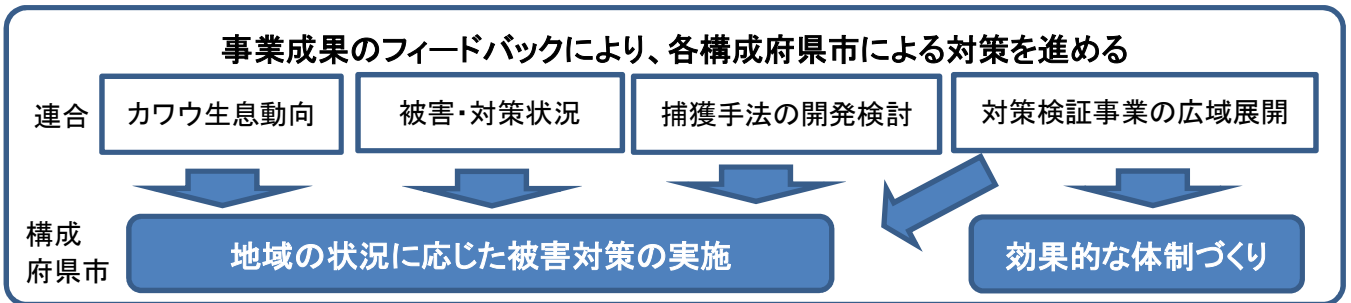 事業成果のフィードバックにより、各構成府県市による対策を進める
連合
カワウ生息動向
被害・対策状況
捕獲手法の開発検討
対策検証事業の広域展開
構成
府県市
地域の状況に応じた被害対策の実施
効果的な体制づくり